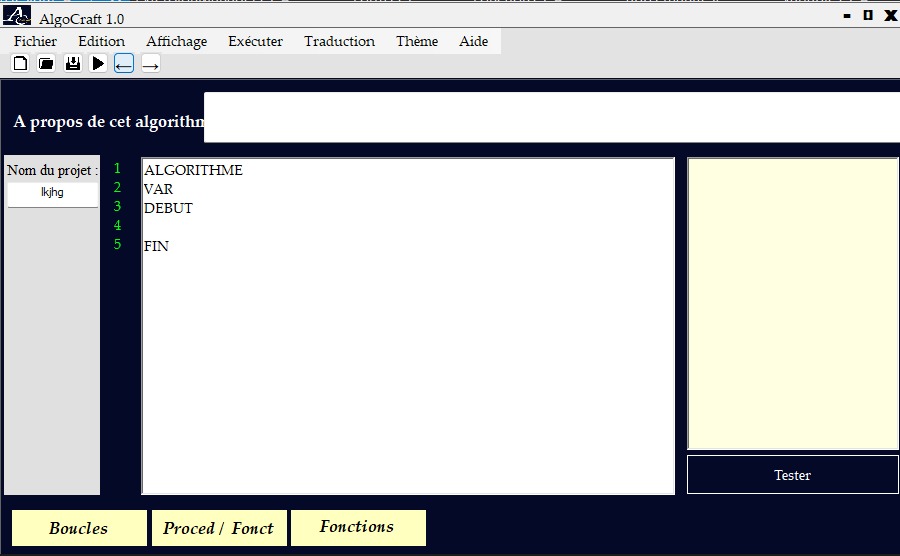 AlgoCraft 1.0
Fichier Edition Affichage Exécuter Traduction Thème Aide
A propos de cet algorithm
Nom du projet :
lkjhg
1 ALGORITHME
2 VAR
3 DEBUT
4
5 FIN
Tester
Boucles Proced / Fonct Fonctions